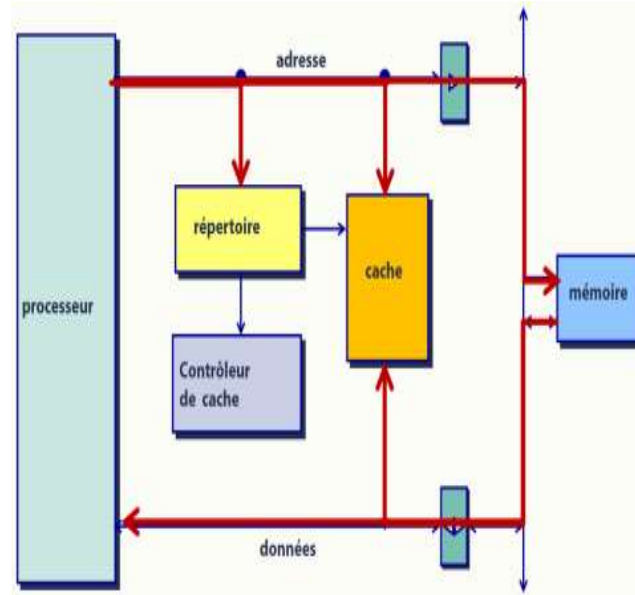 adresse
répertoire
cache
mémoire
processeur
Contrôleur
de cache
données